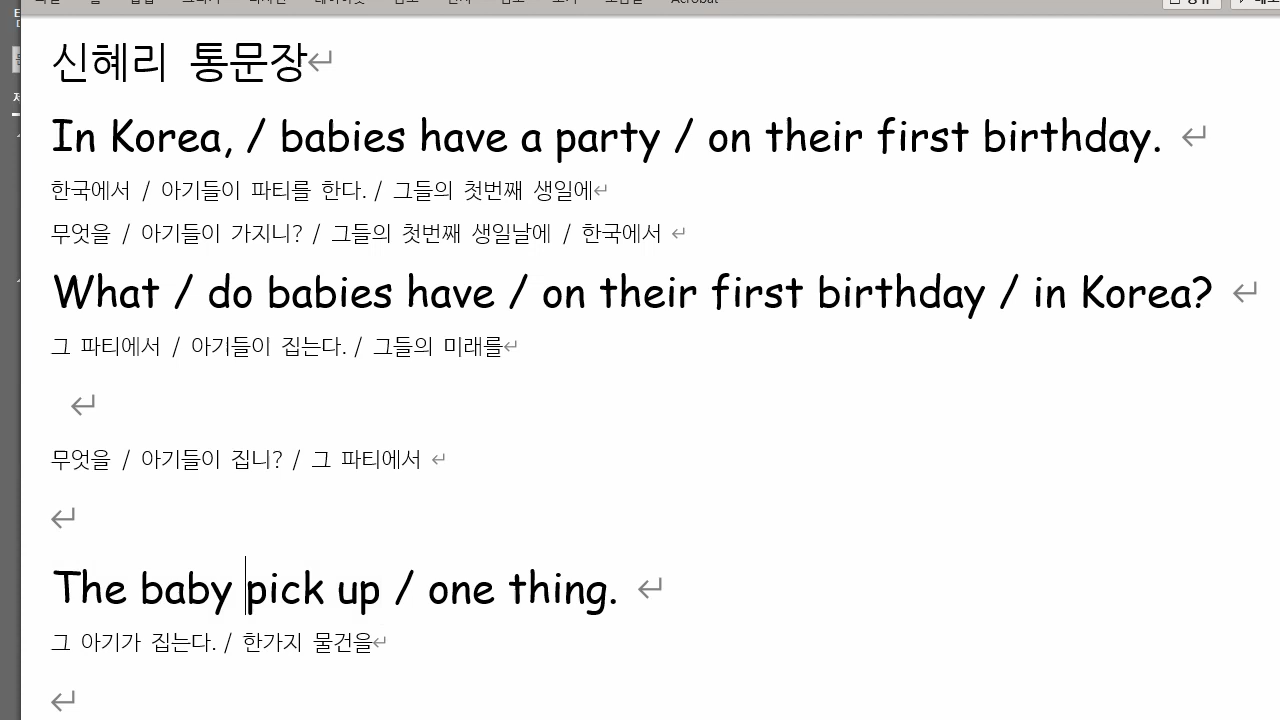 신혜리 통문장
In Korea, / babies have a party / on their first birthday.
한국에서 / 아기들이 파티를 한다. / 그들의 첫번째 생일에
무엇을 / 아기들이 가지니? / 그들의 첫번째 생일날에 / 한국에서
What / do babies have / on their first birthday / in Korea?
그 파티에서 / 아기들이 집는다. / 그들의 미래를
무엇을 / 아기들이 집니? / 그 파티에서
The baby pick up / one thing.
그 아기가 집는다. / 한가지 물건을